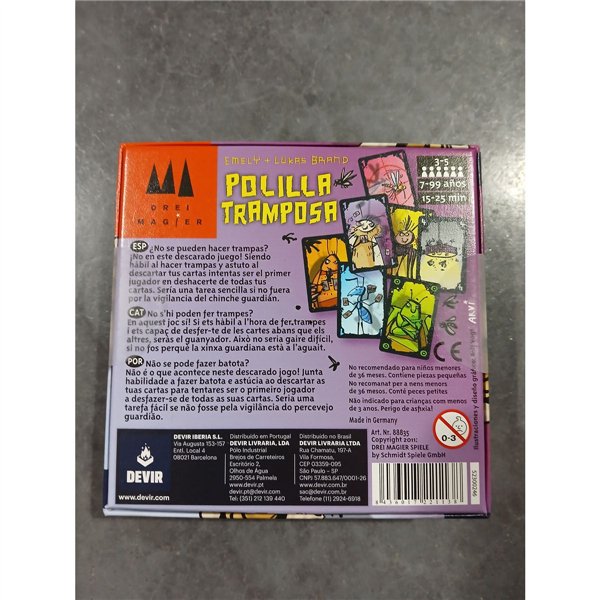 EMELY + LUKAS BRAND
POLILLA
TRAMPOSA
DREI
MAGIER
3-5
7-99 años
15-25 min
ESP ¿No se pueden hacer trampas?
¡No en este descarado juego! Siendo
hábil al hacer trampas y astuto al
descartar tus cartas intentas ser el primer
jugador en deshacerte de todas tus
cartas. Sería una tarea sencilla si no fuera
por la vigilancia del chinche guardián.
CAT No s'hi poden fer trampes?
En aquest joc sí! Si ets hàbil a l'hora de fer trampes
i ets capaç de desfer-te de les cartes abans que els
altres, seràs el guanyador. Això no seria gaire difícil,
si no fos perquè la xinxa guardiana està a l'aguait.
POR Não se pode fazer batota?
Não é o que acontece neste descarado jogo! Junta
habilidade a fazer batota e astúcia ao descartar as
tuas cartas para tentares ser o primeiro jogador
a desfazer-se de todas as suas cartas. Seria uma
tarefa fácil se não fosse pela vigilância do percevejo
guardião.
CE
No recomendado para niños menores
de 36 meses. Contiene piezas pequeñas
No recomanat per a nens menors
de 36 mesos. Conté peces petites
Não indicado para crianças com menos
de 3 anos. Perigo de asfixia!
Made in Germany
0-3
Art. Nr. 88835
Copyright 2011:
DREI MAGIER SPIELE
by Schmidt Spiele GmbH
DEVIR
DEVIR IBERIA S.L.
Via Augusta 153-157
Entl. Local 4
08021 Barcelona
Distribuido en Portugal
DEVIR LIVRARIA, LDA
Pólo Industrial
Brejos de Carreteiros
Escritório 2,
Olhos de Água
2950-554 Palmela
www.devir.pt
devir@devir.pt
Tel: (351) 212 139 440
Distribuído no Brasil
DEVIR LIVRARIA LTDA
Rua Chamatu, 197-A
Vila Formosa,
CEP 03359-095
São Paulo – SP
CNPJ 57.883.647/0001-26
www.devir.com.br
sac@devir.com.br
Telefone (11) 2924-6918